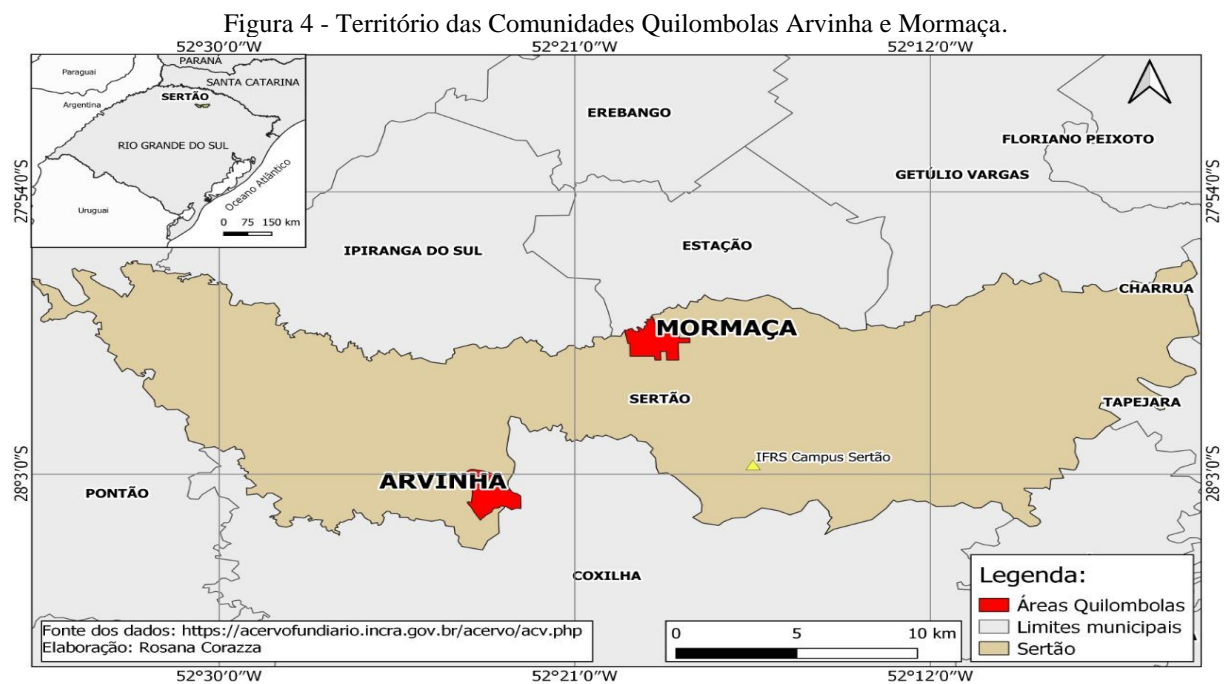 Figura 4 - Território das Comunidades Quilombolas Arvinha e Mormaça.
52°30'0"W
52°21'0"W
52°12'0"W
Paraguai
PARANÁ
SANTA CATARINA
Argentina
SERTÃO
RIO GRANDE DO SUL
Oceano Atlântico
Uruguai
0 75 150 km
27°54'0"S
27°54'0"S
EREBANGO
FLORIANO PEIXOTO
GETÚLIO VARGAS
IPIRANGA DO SUL
ESTAÇÃO
CHARRUA
MORMAÇA
SERTÃO
TAPEJARA
IFRS Campus Sertão
28°3'0"S
28°3'0"S
ARVINHA
PONTÃO
COXILHA
Legenda:
Áreas Quilombolas
Limites municipais
Sertão
Fonte dos dados: https://acervofundiario.incra.gov.br/acervo/acv.php
Elaboração: Rosana Corazza
0 5 10 km
52°30'0"W
52°21'0"W
52°12'0"W